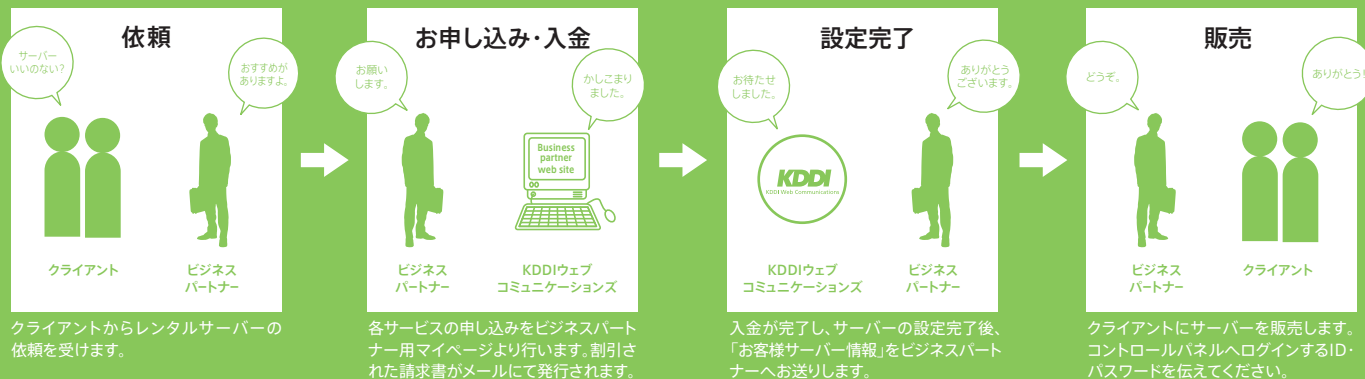 依頼
サーバー
いいのない?
おすすめが
ありますよ。
クライアント
ビジネス
パートナー
クライアントからレンタルサーバーの
依頼を受けます。
お申し込み・入金
お願い
します。
かしこまり
ました。
Business
partner
web site
ビジネス
パートナー
KDDIウェブ
コミュニケーションズ
各サービスの申し込みをビジネスパート
ナー用マイページより行います。割引さ
れた請求書がメールにて発行されます。
設定完了
お待たせ
しました。
ありがとう
ございます。
KDDI
KDDI Web Communications
KDDIウェブ
コミュニケーションズ
ビジネス
パートナー
入金が完了し、サーバーの設定完了後、
「お客様サーバー情報」をビジネスパート
ナーへお送りします。
販売
どうぞ。
ありがとう!
ビジネス
パートナー
クライアント
クライアントにサーバーを販売します。
コントロールパネルへログインするID・
パスワードを伝えてください。